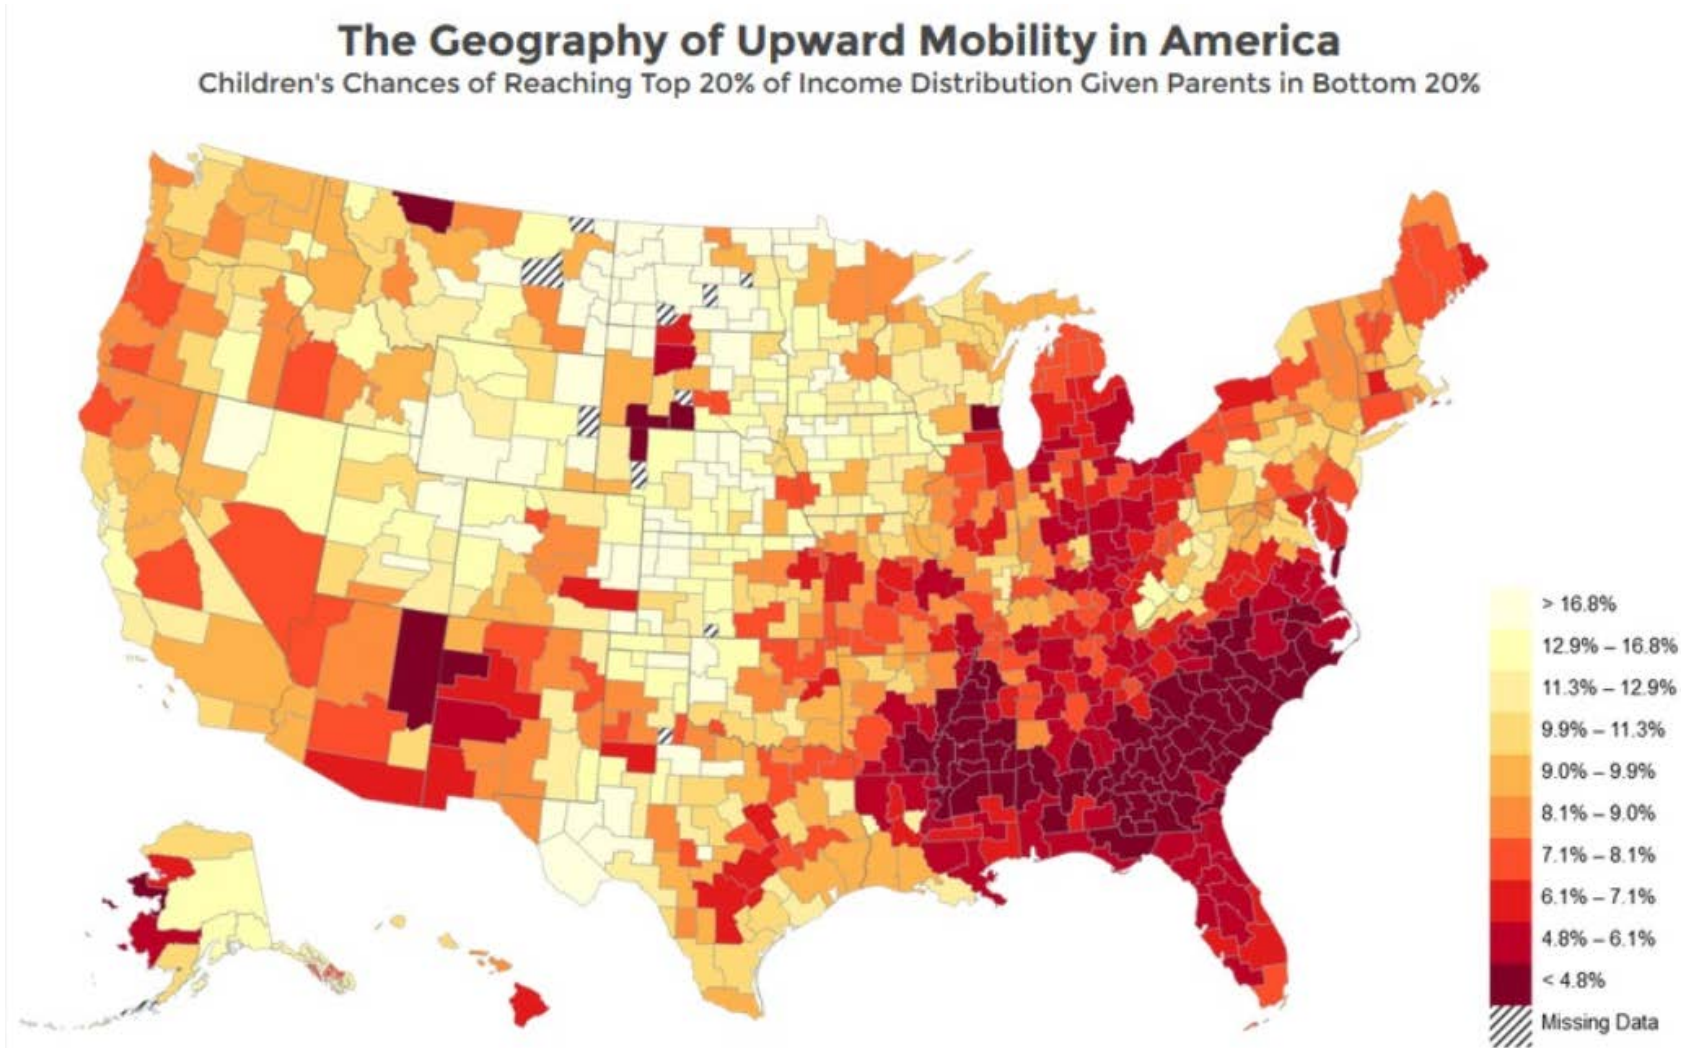 The Geography of Upward Mobility in America
Children's Chances of Reaching Top 20% of Income Distribution Given Parents in Bottom 20%
> 16.8%
12.9% – 16.8%
11.3% – 12.9%
9.9% – 11.3%
9.0% – 9.9%
8.1% – 9.0%
7.1% – 8.1%
6.1% – 7.1%
4.8% – 6.1%
< 4.8%
Missing Data